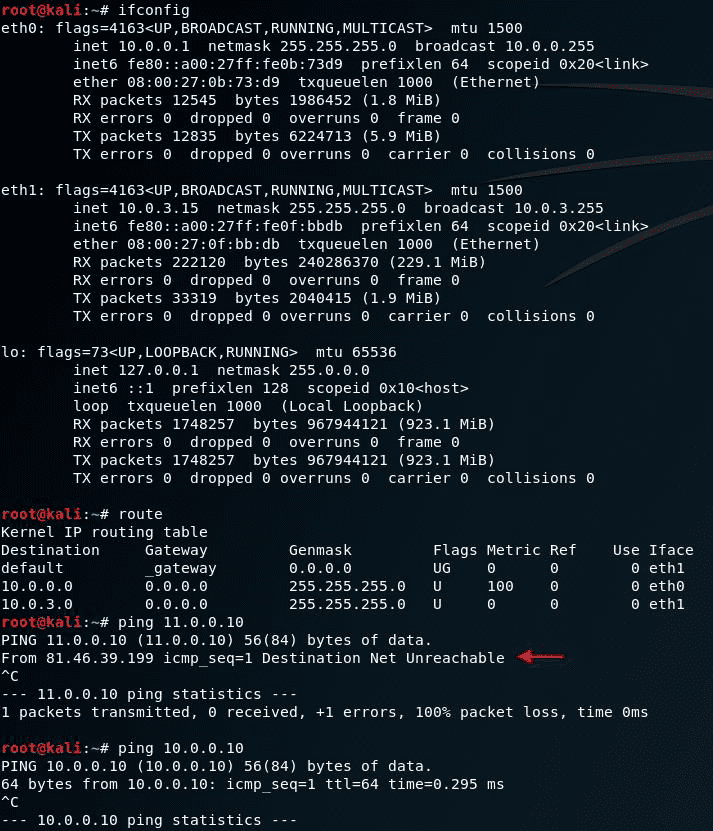 root@kali:~# ifconfig
eth0: flags=4163<UP,BROADCAST,RUNNING,MULTICAST>  mtu 1500
        inet 10.0.0.1  netmask 255.255.255.0  broadcast 10.0.0.255
        inet6 fe80::a00:27ff:fe0b:73d9  prefixlen 64  scopeid 0x20<link>
        ether 08:00:27:0b:73:d9  txqueuelen 1000  (Ethernet)
        RX packets 12545  bytes 1986452 (1.8 MiB)
        RX errors 0  dropped 0  overruns 0  frame 0
        TX packets 12835  bytes 6224713 (5.9 MiB)
        TX errors 0  dropped 0 overruns 0  carrier 0  collisions 0
eth1: flags=4163<UP,BROADCAST,RUNNING,MULTICAST>  mtu 1500
        inet 10.0.3.15  netmask 255.255.255.0  broadcast 10.0.3.255
        inet6 fe80::a00:27ff:fe0f:bbdb  prefixlen 64  scopeid 0x20<link>
        ether 08:00:27:0f:bb:db  txqueuelen 1000  (Ethernet)
        RX packets 222120  bytes 240286370 (229.1 MiB)
        RX errors 0  dropped 0  overruns 0  frame 0
        TX packets 33319  bytes 2040415 (1.9 MiB)
        TX errors 0  dropped 0 overruns 0  carrier 0  collisions 0
lo: flags=73<UP,LOOPBACK,RUNNING>  mtu 65536
        inet 127.0.0.1  netmask 255.0.0.0
        inet6 ::1  prefixlen 128  scopeid 0x10<host>
        loop  txqueuelen 1000  (Local Loopback)
        RX packets 1748257  bytes 967944121 (923.1 MiB)
        RX errors 0  dropped 0  overruns 0  frame 0
        TX packets 1748257  bytes 967944121 (923.1 MiB)
        TX errors 0  dropped 0 overruns 0  carrier 0  collisions 0
root@kali:~# route
Kernel IP routing table
Destination     Gateway         Genmask         Flags Metric Ref    Use Iface
default         _gateway        0.0.0.0         UG    0      0        0 eth1
10.0.0.0        0.0.0.0         255.255.255.0   U     100    0        0 eth0
10.0.3.0        0.0.0.0         255.255.255.0   U     0      0        0 eth1
root@kali:~# ping 11.0.0.10
PING 11.0.0.10 (11.0.0.10) 56(84) bytes of data.
From 81.46.39.199 icmp_seq=1 Destination Net Unreachable
^C
--- 11.0.0.10 ping statistics ---
1 packets transmitted, 0 received, +1 errors, 100% packet loss, time 0ms
root@kali:~# ping 10.0.0.10
PING 10.0.0.10 (10.0.0.10) 56(84) bytes of data.
64 bytes from 10.0.0.10: icmp_seq=1 ttl=64 time=0.295 ms
^C
--- 10.0.0.10 ping statistics ---